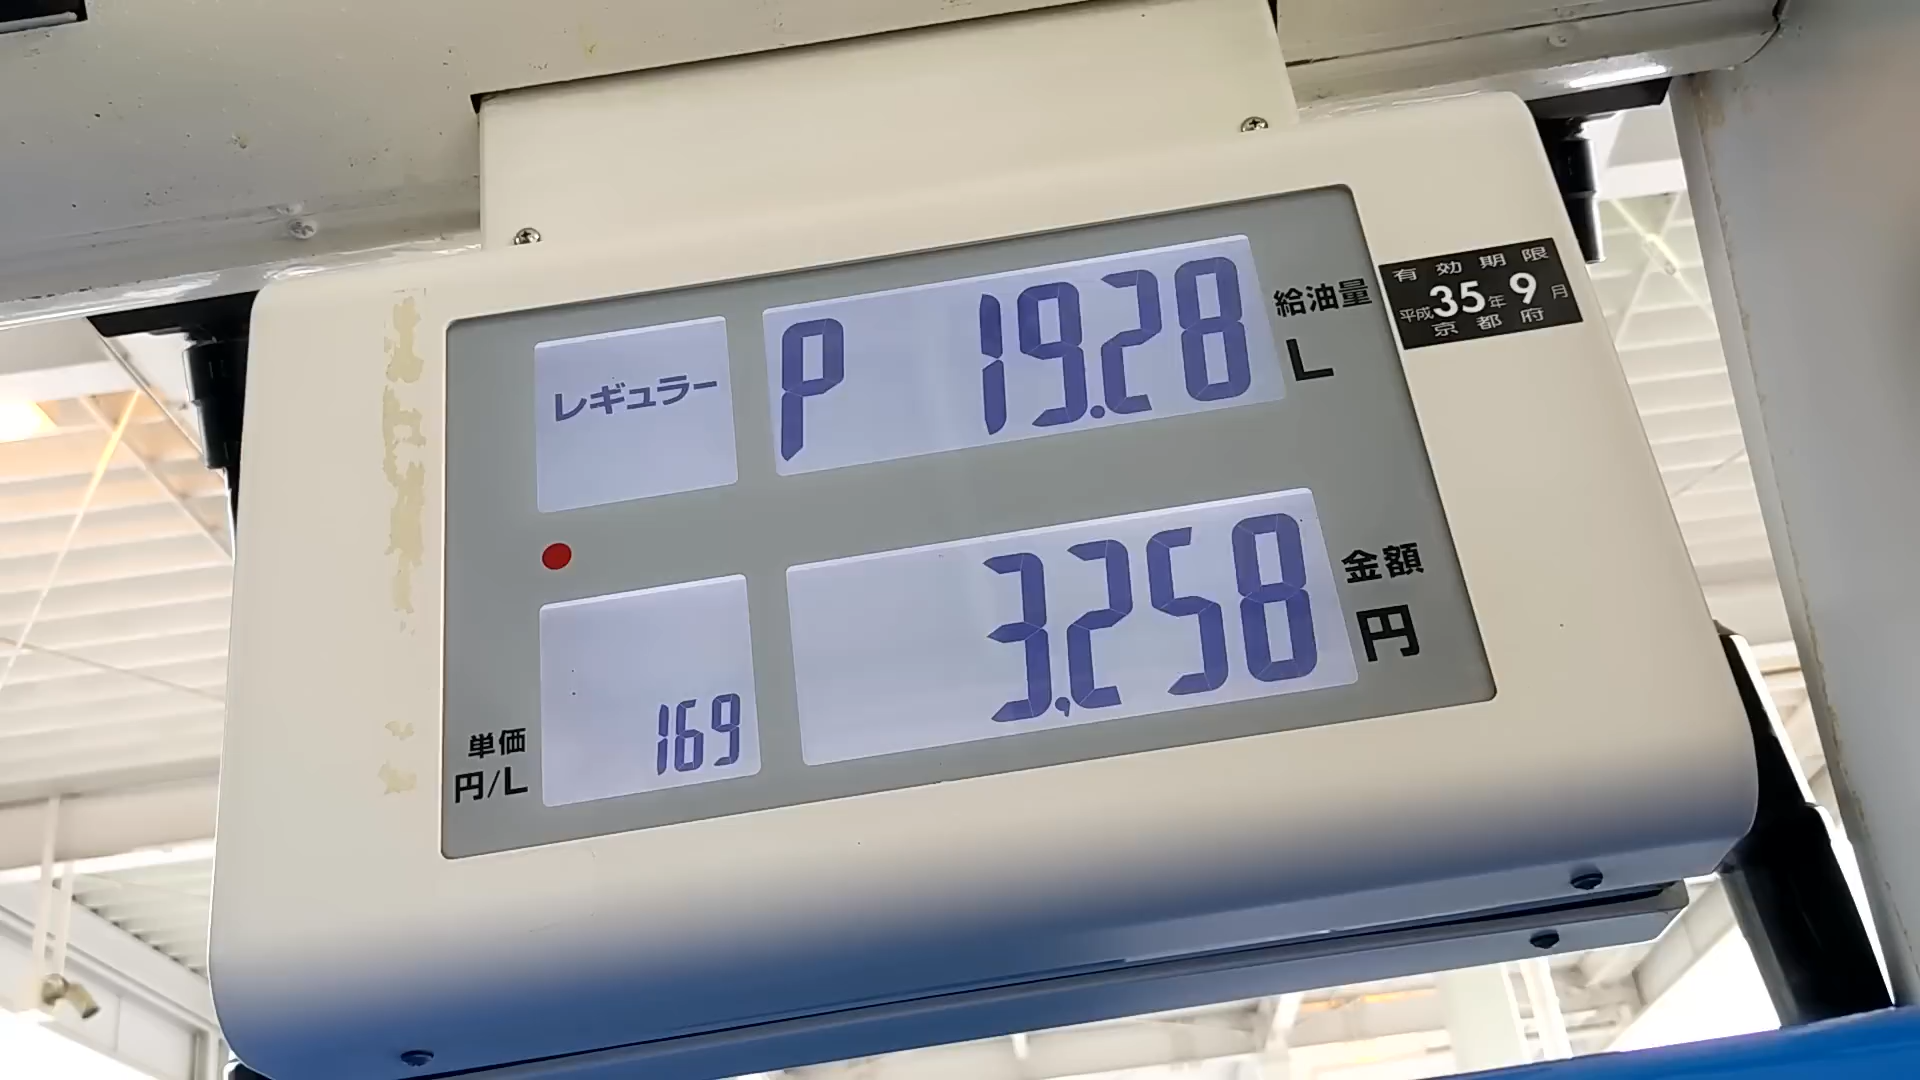 レギュラー
P 19.28
給油量
L
有効期限
平成35年9月
京都府
3,258
金額
円
169
単価
円/L